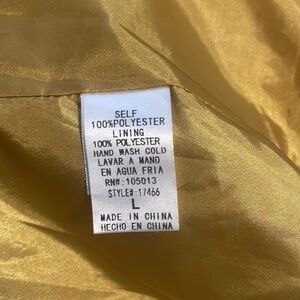 SELF
100%POLYESTER
LINING
100% POLYESTER
HAND WASH COLD
LAVAR A MANO
EN AGUA FRIA
RN#: 105013
STYLE#:17466
L
MADE IN CHINA
HECHO EN CHINA